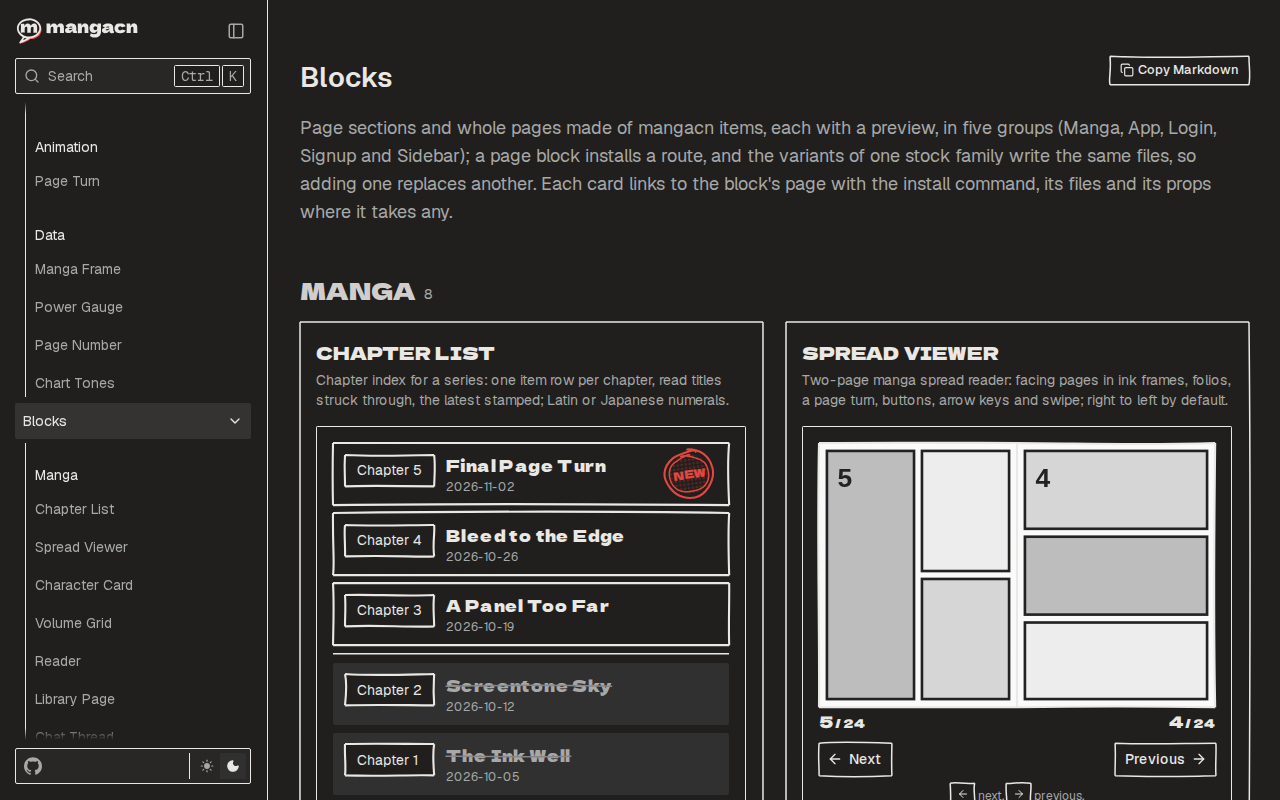 mangacn
Search
Ctrl K
Animation
Page Turn
Data
Manga Frame
Power Gauge
Page Number
Chart Tones
Blocks
Manga
Chapter List
Spread Viewer
Character Card
Volume Grid
Reader
Library Page
Chat Thread
Blocks
Copy Markdown
Page sections and whole pages made of mangacn items, each with a preview, in five groups (Manga, App, Login,
Signup and Sidebar); a page block installs a route, and the variants of one stock family write the same files, so
adding one replaces another. Each card links to the block's page with the install command, its files and its props
where it takes any.
MANGA 8
CHAPTER LIST
Chapter index for a series: one item row per chapter, read titles
struck through, the latest stamped; Latin or Japanese numerals.
Chapter 5
Final Page Turn
2026-11-02
NEW
Chapter 4
Bleed to the Edge
2026-10-26
Chapter 3
A Panel Too Far
2026-10-19
Chapter 2
Screentone Sky
2026-10-12
Chapter 1
The Ink Well
2026-10-05
SPREAD VIEWER
Two-page manga spread reader: facing pages in ink frames, folios,
a page turn, buttons, arrow keys and swipe; right to left by default.
5
4
5/24
4/24
← Next
Previous →
← next, → previous.